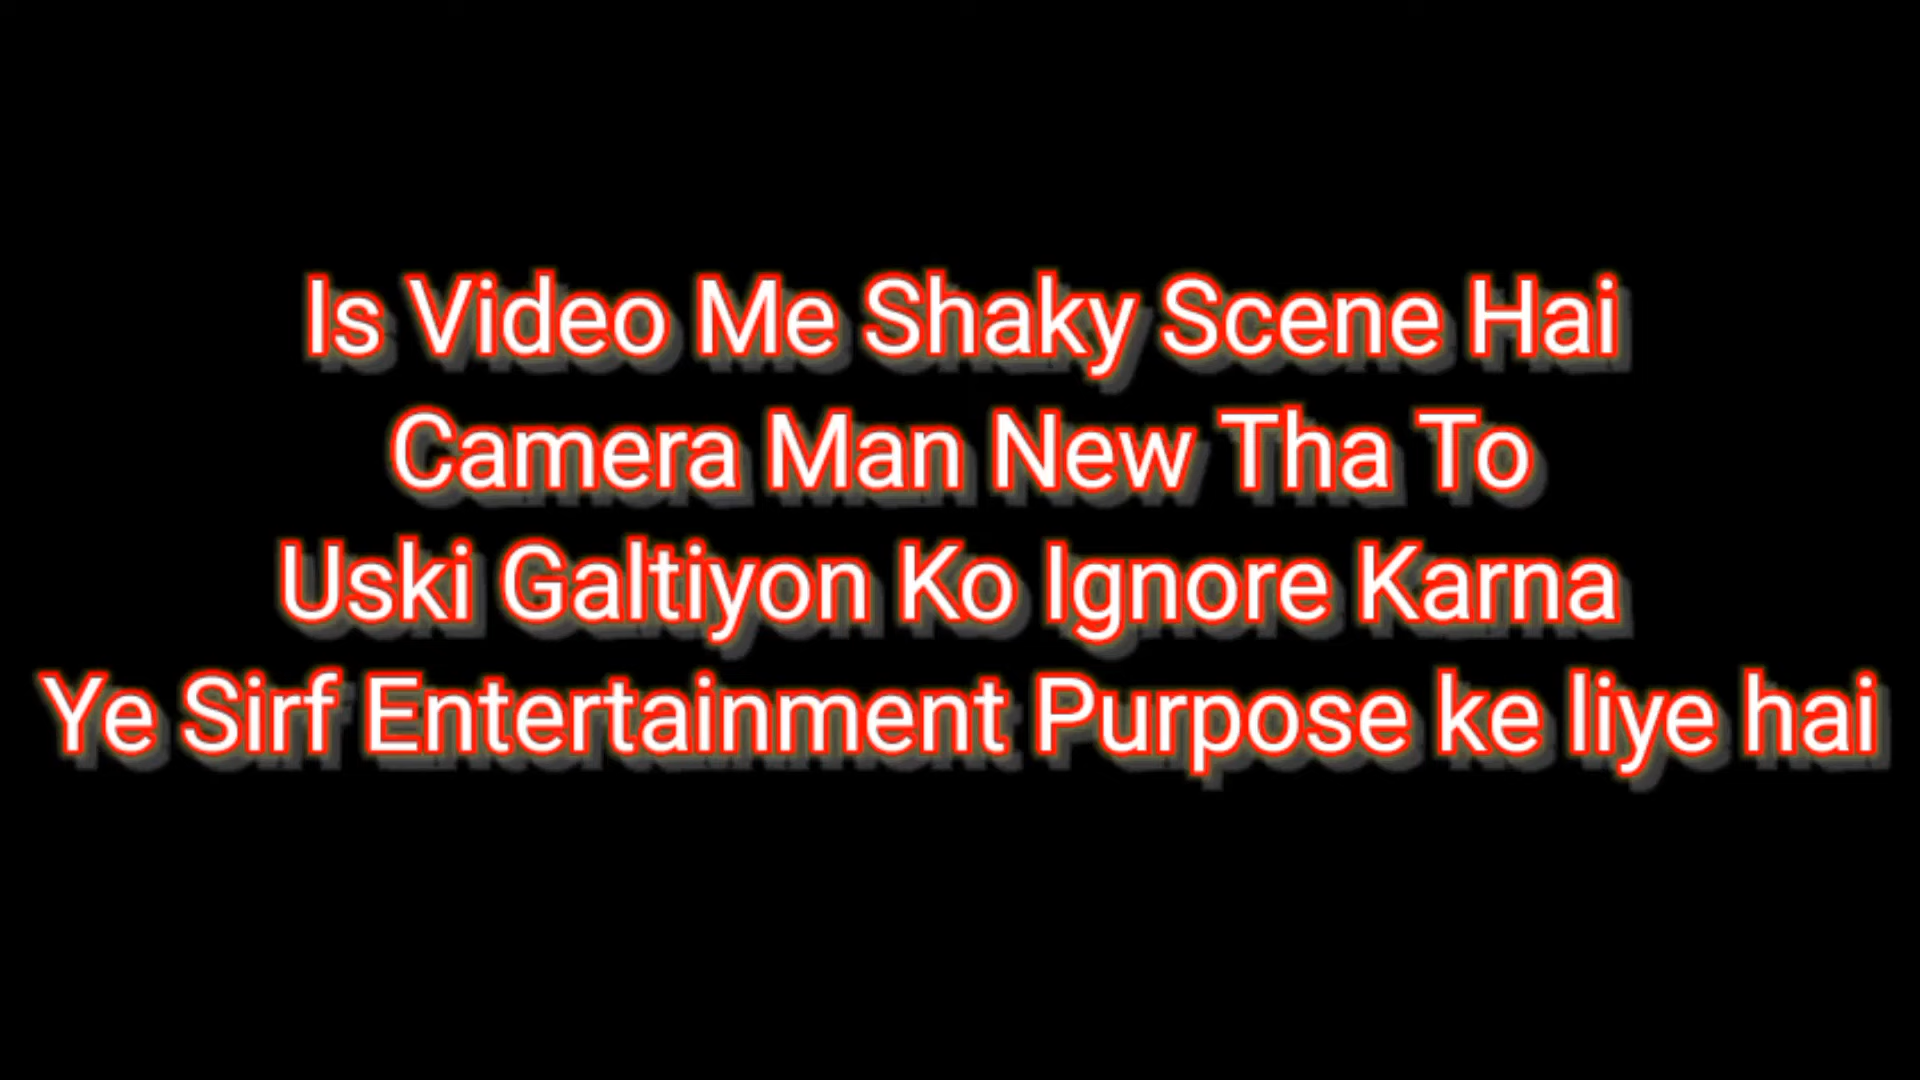 Is Video Me Shaky Scene Hai
Camera Man New Tha To
Uski Galtiyon Ko Ignore Karna
Ye Sirf Entertainment Purpose ke liye hai